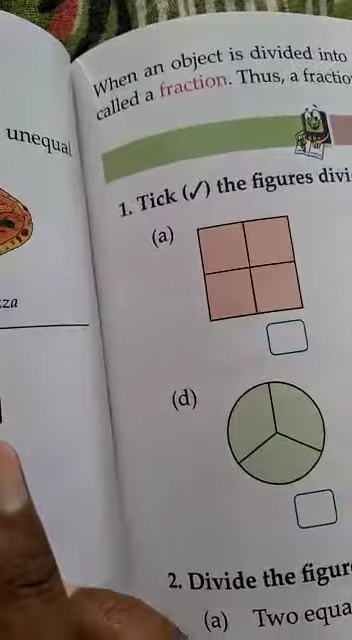 When an object is divided into
called a fraction. Thus, a fractio
unequal
1. Tick (✓) the figures divi
(a)
zza
(d)
2. Divide the figur
(a) Two equa